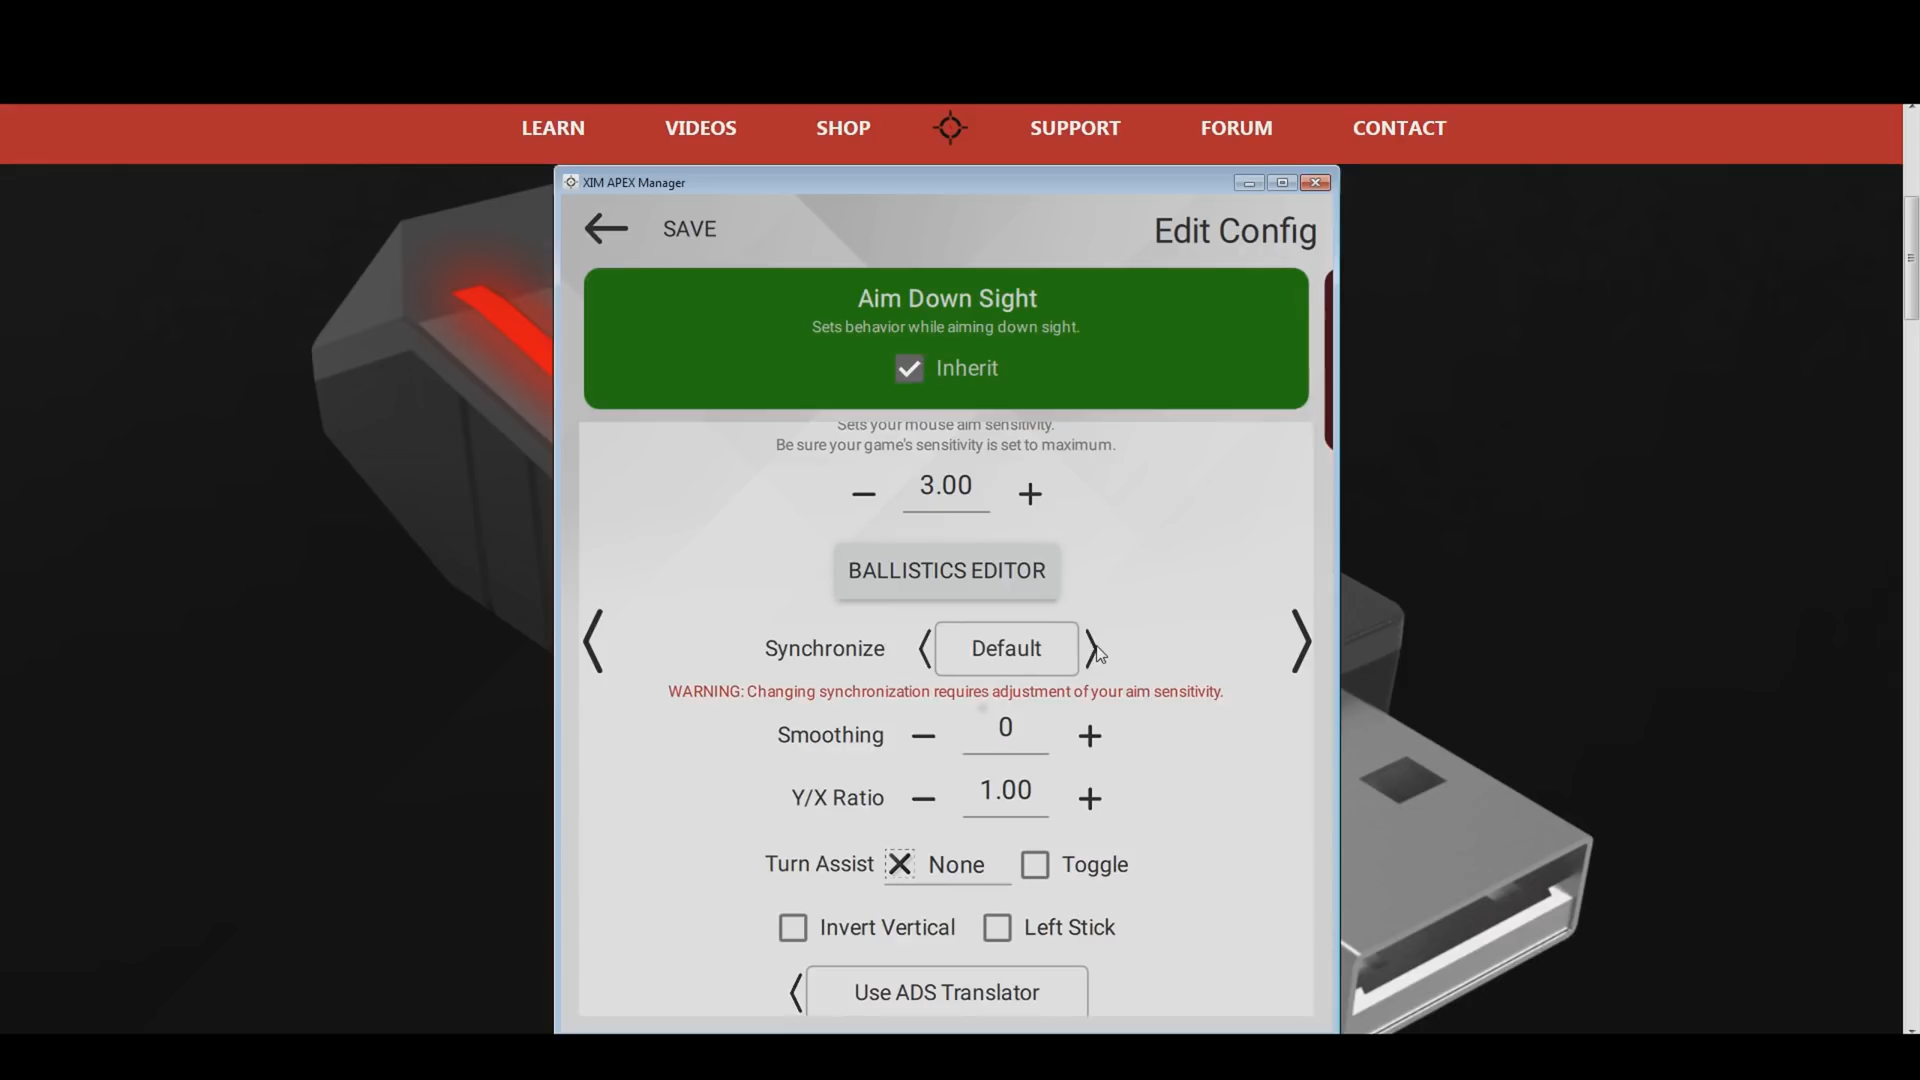 LEARN VIDEOS SHOP SUPPORT FORUM CONTACT
XIM APEX Manager
SAVE
Edit Config
Aim Down Sight
Sets behavior while aiming down sight.
Inherit
Sets your mouse aim sensitivity.
Be sure your game's sensitivity is set to maximum.
3.00
BALLISTICS EDITOR
Synchronize Default
WARNING: Changing synchronization requires adjustment of your aim sensitivity.
Smoothing 0
Y/X Ratio 1.00
Turn Assist None Toggle
Invert Vertical Left Stick
Use ADS Translator